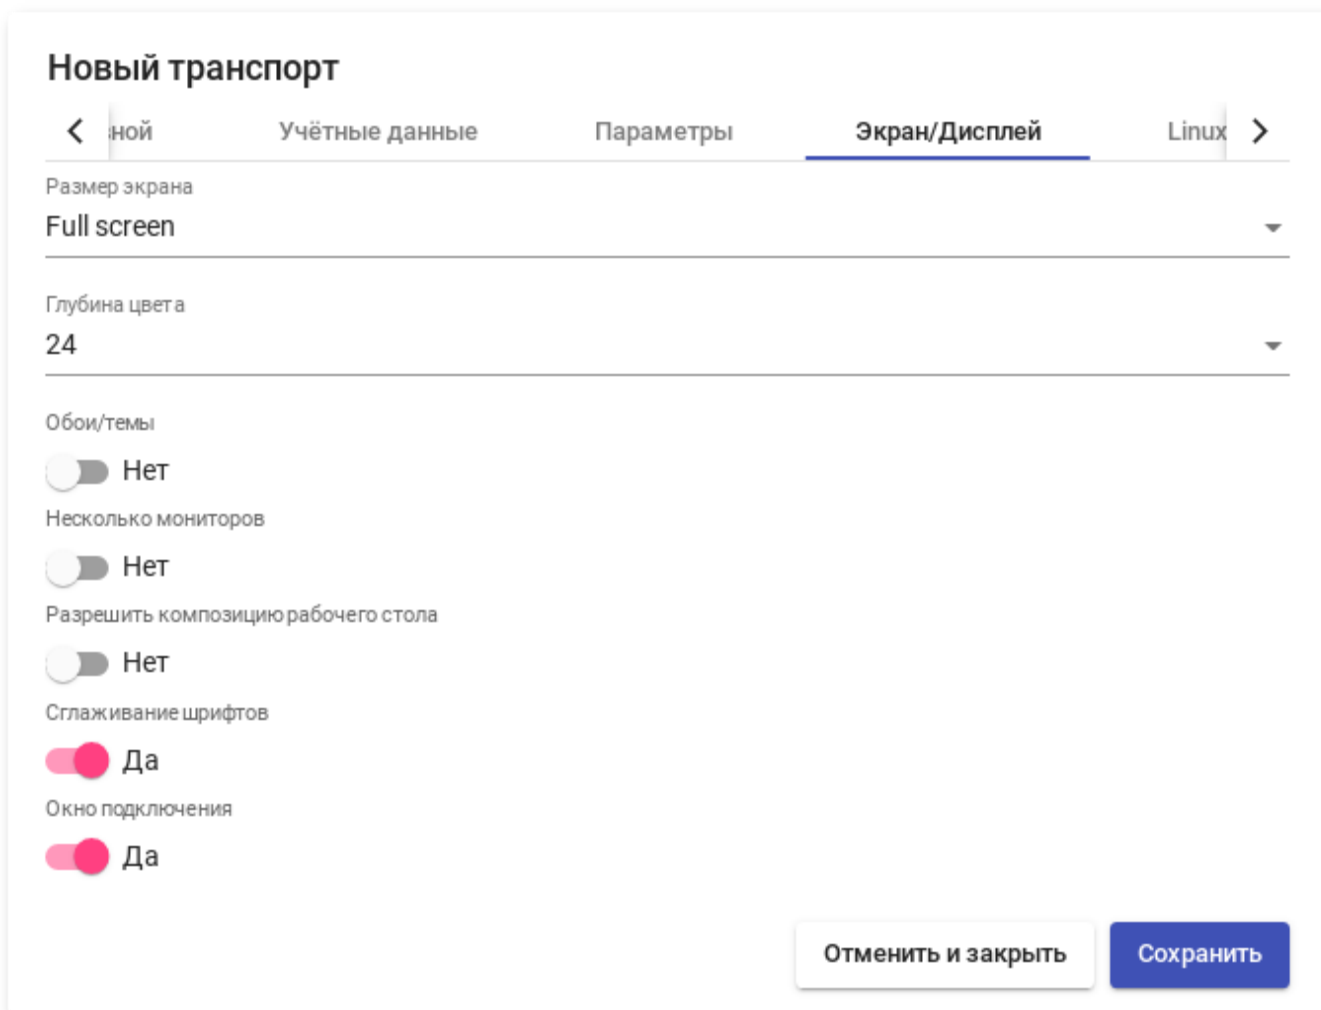 Новый транспорт
ной Учётные данные Параметры Экран/Дисплей Linux
Размер экрана
Full screen
Глубина цвета
24
Обои/темы
Нет
Несколько мониторов
Нет
Разрешить композицию рабочего стола
Нет
Сглаживание шрифтов
Да
Окно подключения
Да
Отменить и закрыть Сохранить